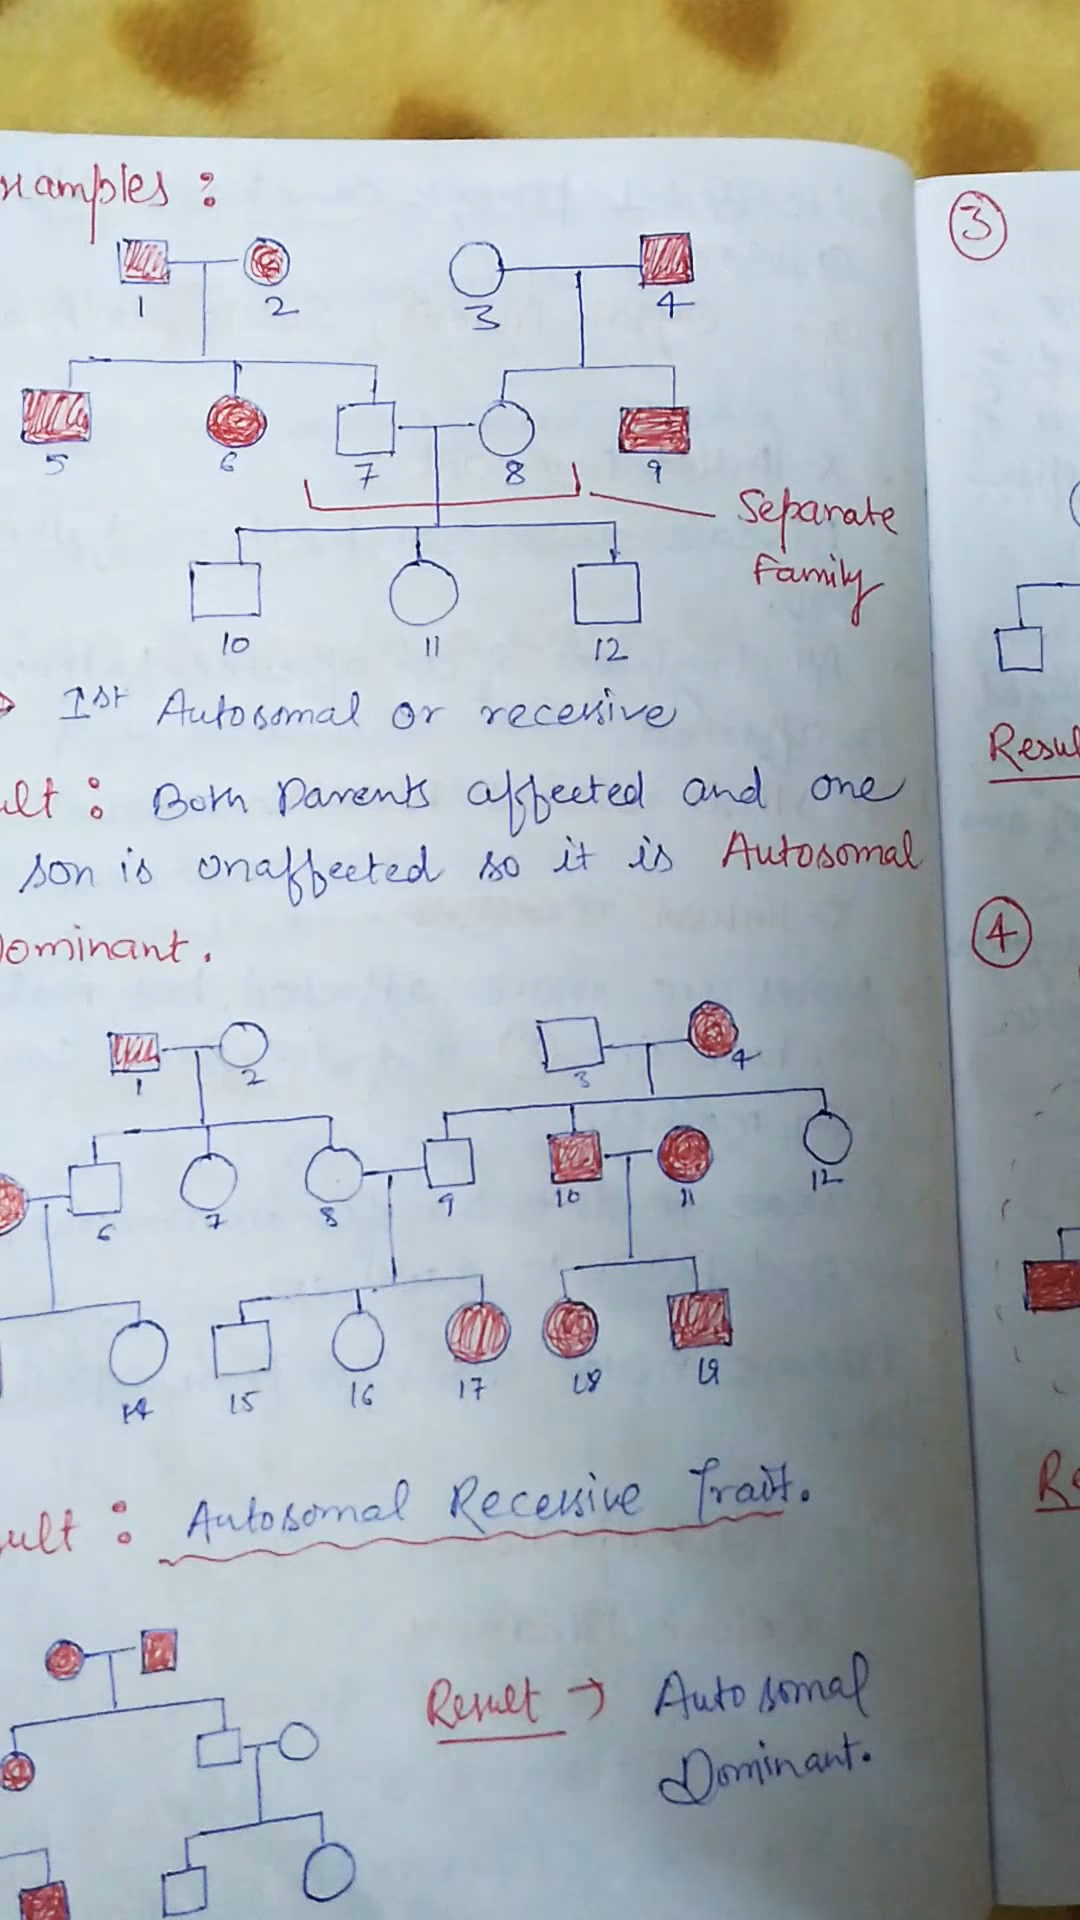 xamples :
1 2 3 4
5 6 7 8 9
Separate
Family
10 11 12
1st Autosomal or recessive
ult : Both Parents affected and one
son is unaffected so it is Autosomal
Dominant.
1 2 3 4
6 7 8 9 10 11 12
14 15 16 17 18 19
ult : Autosomal Recessive Trait.
Result → Autosomal
Dominant.
3
Resul
4
Re